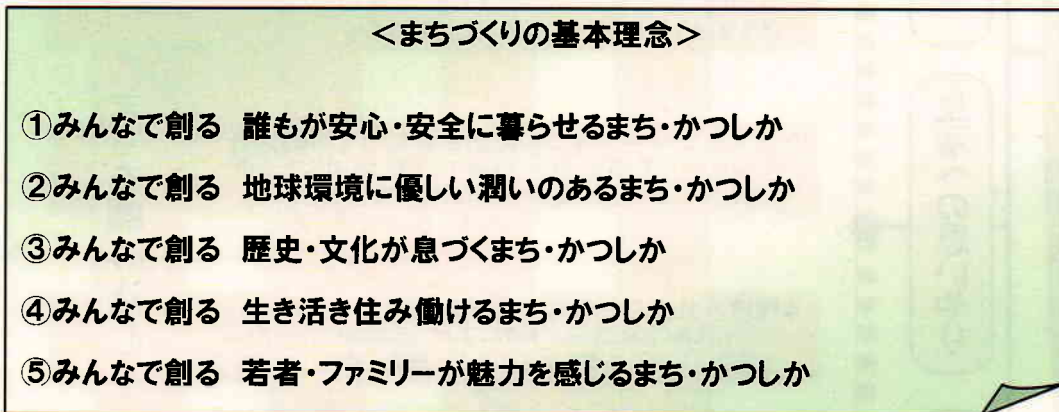 ＜まちづくりの基本理念＞
①みんなで創る 誰もが安心・安全に暮らせるまち・かつしか
②みんなで創る 地球環境に優しい潤いのあるまち・かつしか
③みんなで創る 歴史・文化が息づくまち・かつしか
④みんなで創る 生き活き住み働けるまち・かつしか
⑤みんなで創る 若者・ファミリーが魅力を感じるまち・かつしか